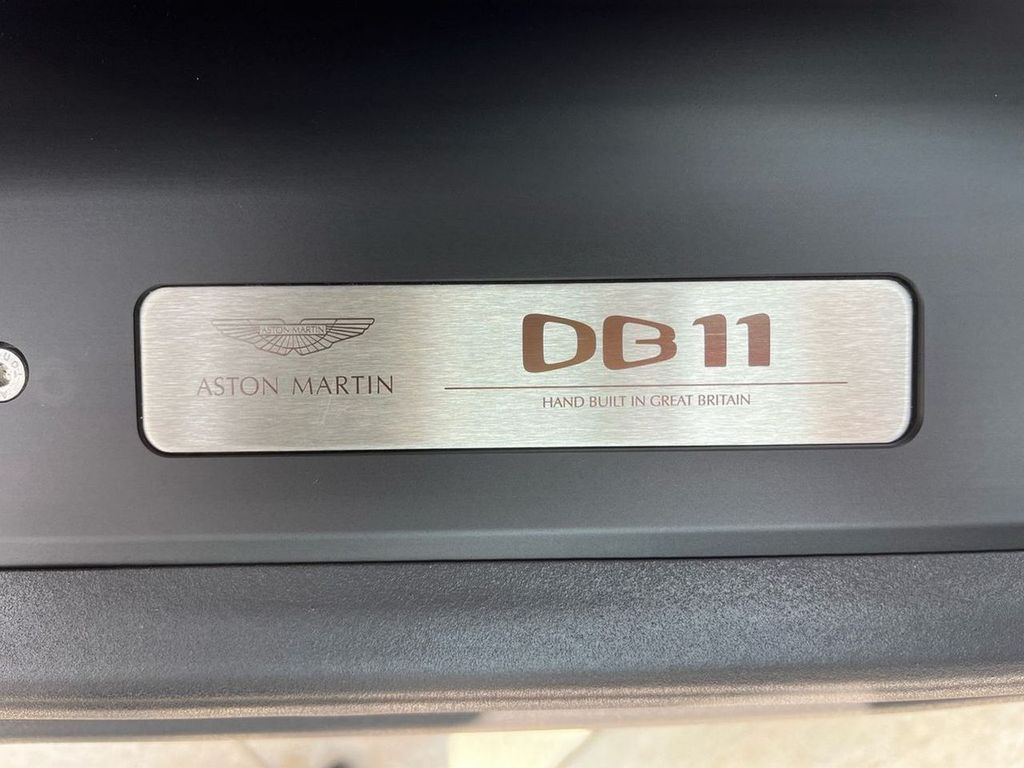 ASTON MARTIN
ASTON MARTIN
DB11
HAND BUILT IN GREAT BRITAIN